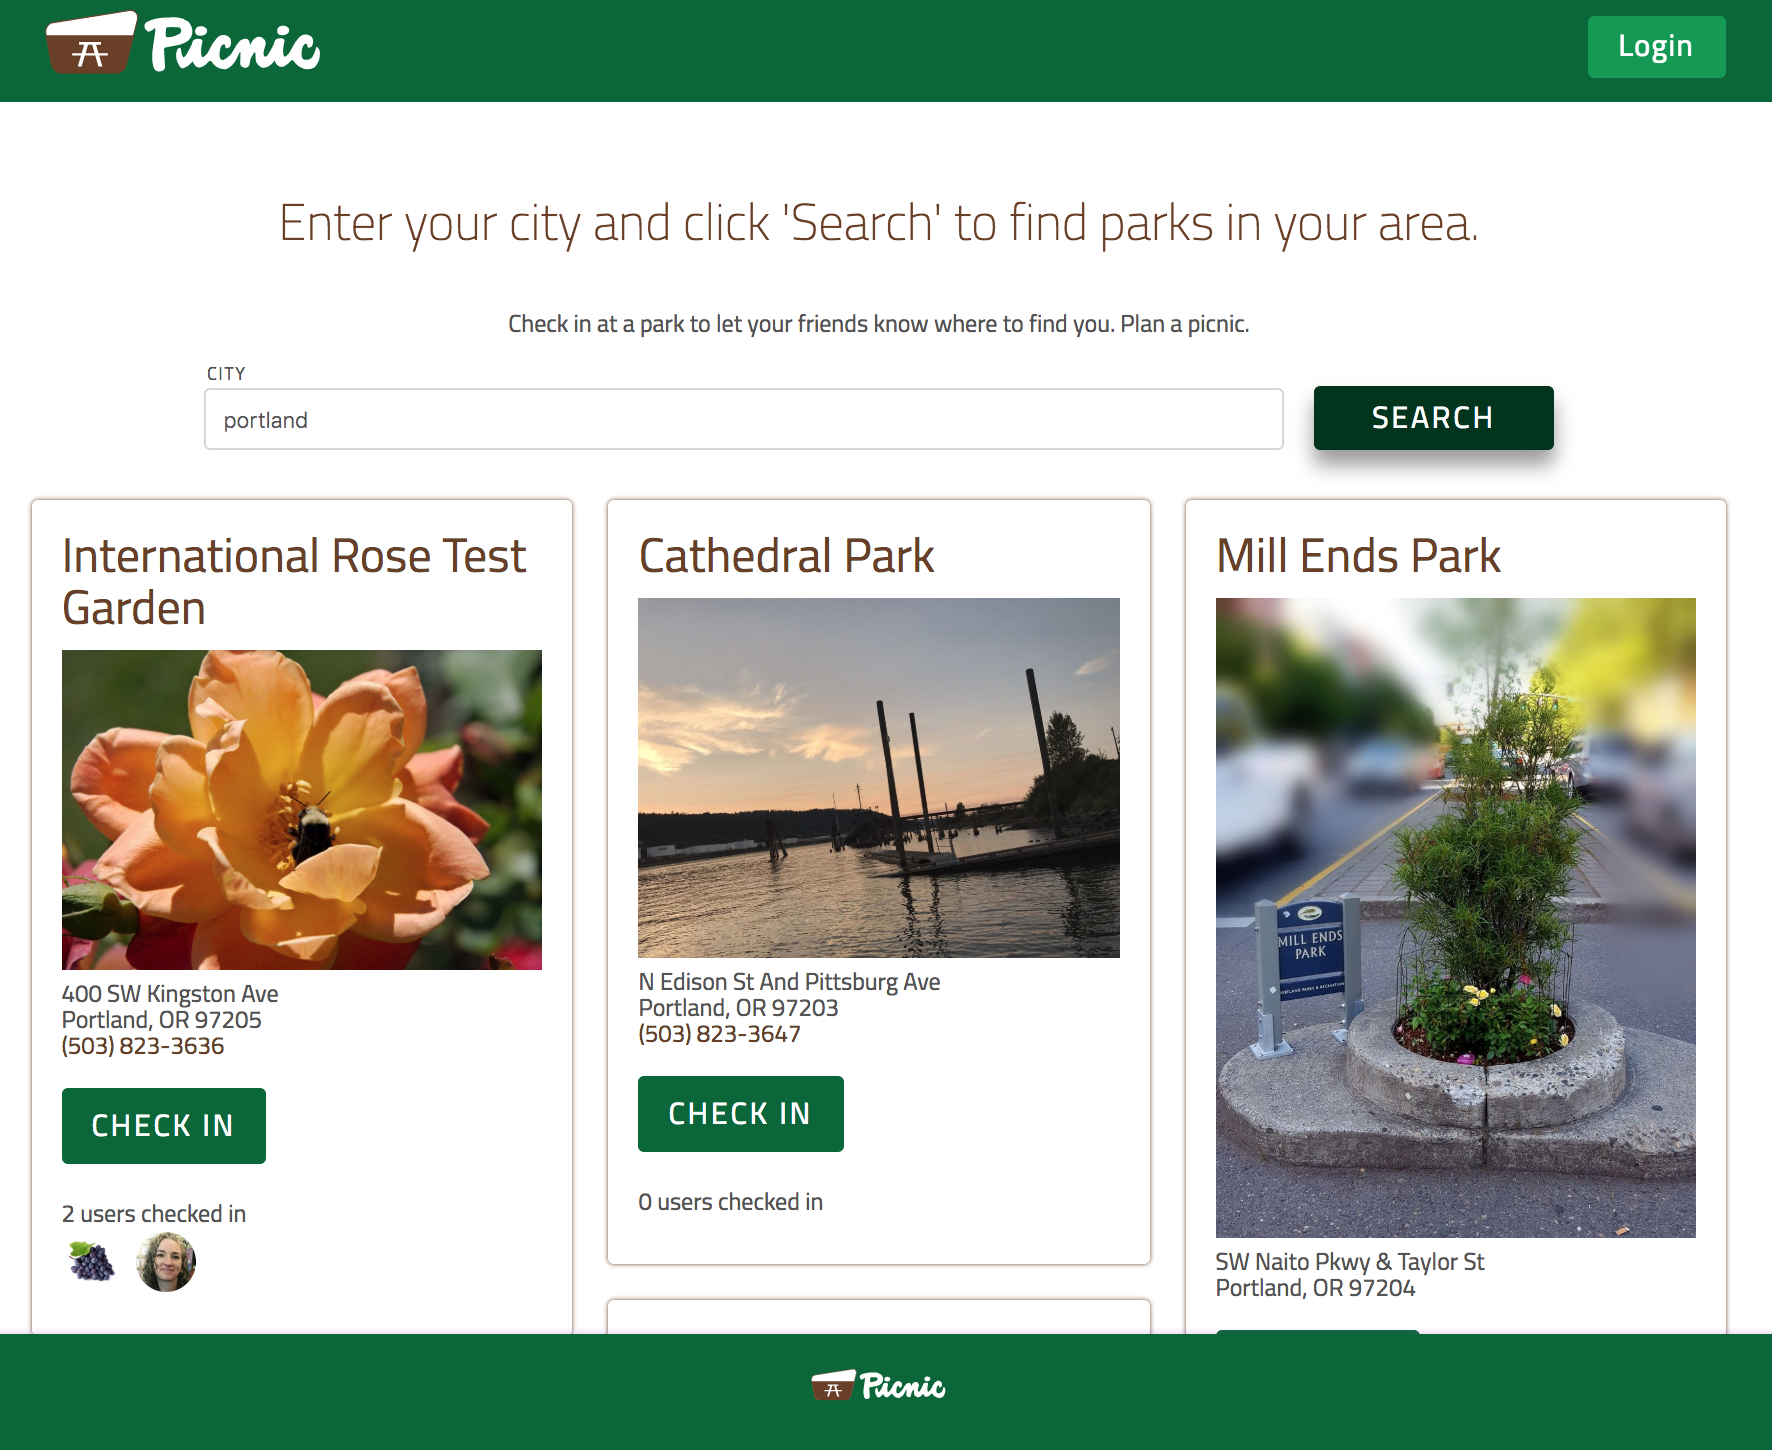 Picnic
Login
Enter your city and click 'Search' to find parks in your area.
Check in at a park to let your friends know where to find you. Plan a picnic.
CITY
portland
SEARCH
International Rose Test
Garden
400 SW Kingston Ave
Portland, OR 97205
(503) 823-3636
CHECK IN
2 users checked in
Cathedral Park
N Edison St And Pittsburg Ave
Portland, OR 97203
(503) 823-3647
CHECK IN
0 users checked in
Mill Ends Park
MILL ENDS
PARK
PORTLAND PARKS & RECREATION
SW Naito Pkwy & Taylor St
Portland, OR 97204
Picnic